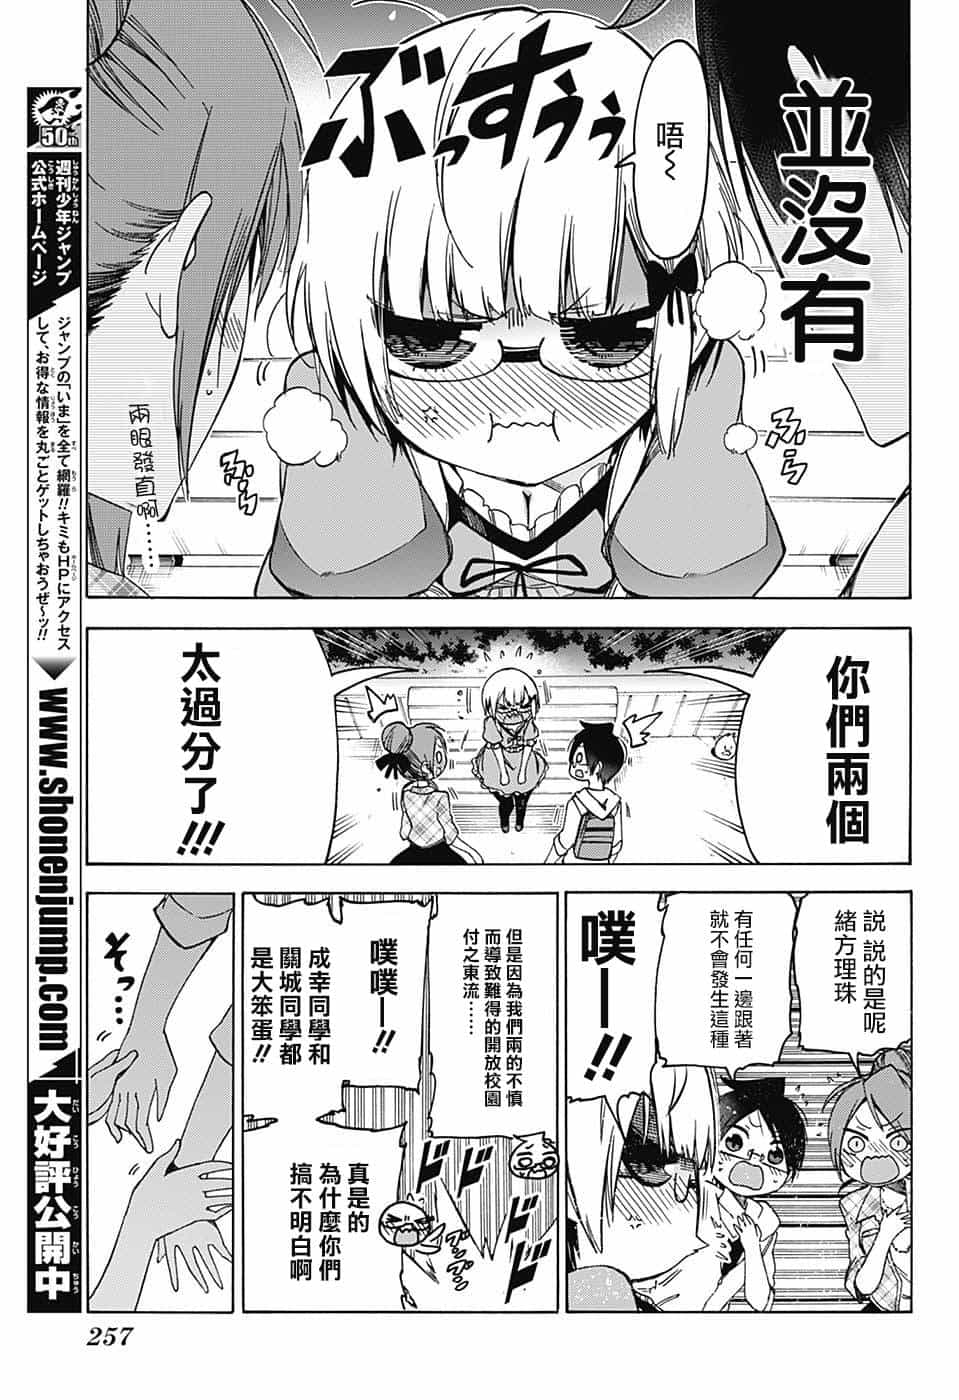 並沒有
唔～
ぶっすぅぅ
ぷくぅ
ぷくぅ
兩眼發直啊……
你們兩個
太過分了!!!
説 說的是呢
緒方理珠
有任何一邊跟著
就不會發生這種
噗ー!!
但是因為我們兩的不慎
而導致難得的開放校園
付之東流……
噗噗ー!!
成幸同學和
關城同學都
是大笨蛋!!
ドドド
真是的
為什麼你們
搞不明白啊
そっ…
50th
週刊少年ジャンプ
公式ホームページ
ジャンプの「いま」を全て網羅!!キミもHPにアクセス
して、お得な情報を丸ごとゲットしちゃおうぜ～ッ!!
www.shonenjump.com
大好評公開中
257